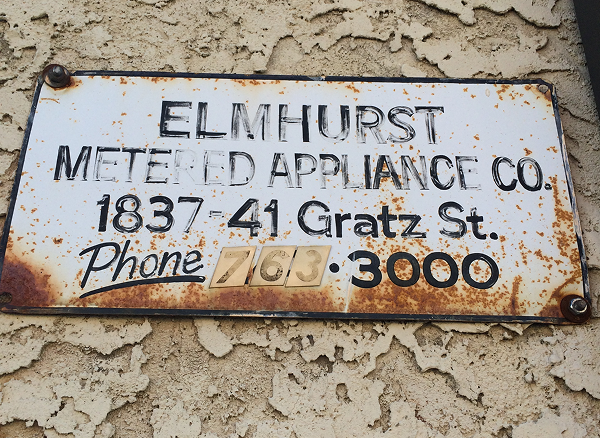 ELMHURST
METERED APPLIANCE CO.
1837-41 Gratz St.
Phone 763·3000